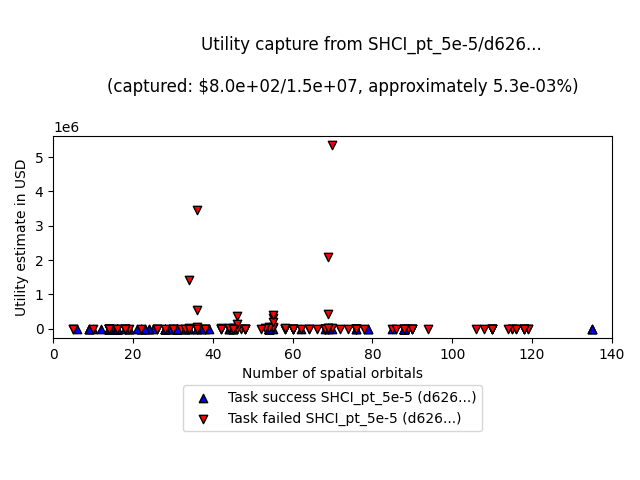 Utility capture from SHCI_pt_5e-5/d626...
(captured: $8.0e+02/1.5e+07, approximately 5.3e-03%)
1e6
5
4
3
2
1
0
Utility estimate in USD
0 20 40 60 80 100 120 140
Number of spatial orbitals
Task success SHCI_pt_5e-5 (d626...)
Task failed SHCI_pt_5e-5 (d626...)